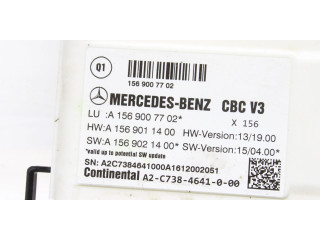 Q1
156 900 77 02
MERCEDES-BENZ CBC V3
LU :A 156 900 77 02* X 156
HW:A 156 901 14 00 HW-Version:13/19.00
SW:A 156 902 21 00* SW-Version:15/04.00*
*valid up to potential SW update
SN: A2C7384641000A1612002051
Continental A2-C738-4641-0-00